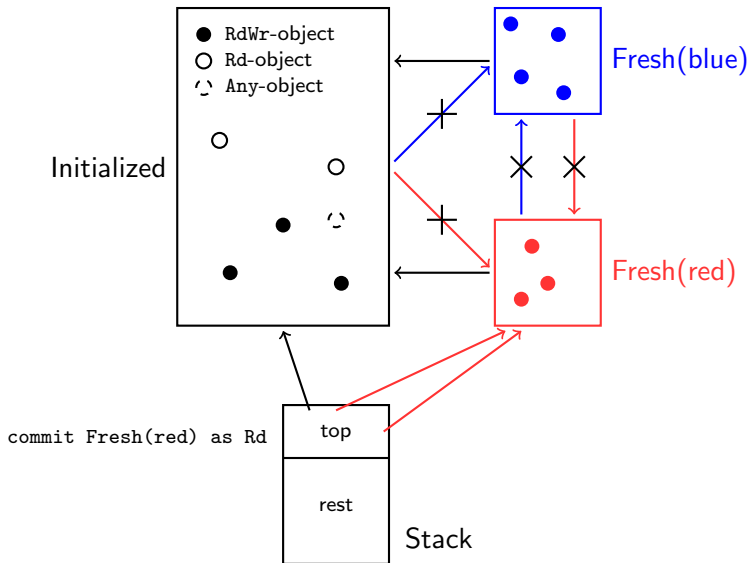 RdWr-object
Rd-object
Any-object
Initialized
Fresh(blue)
Fresh(red)
commit Fresh(red) as Rd
top
rest
Stack